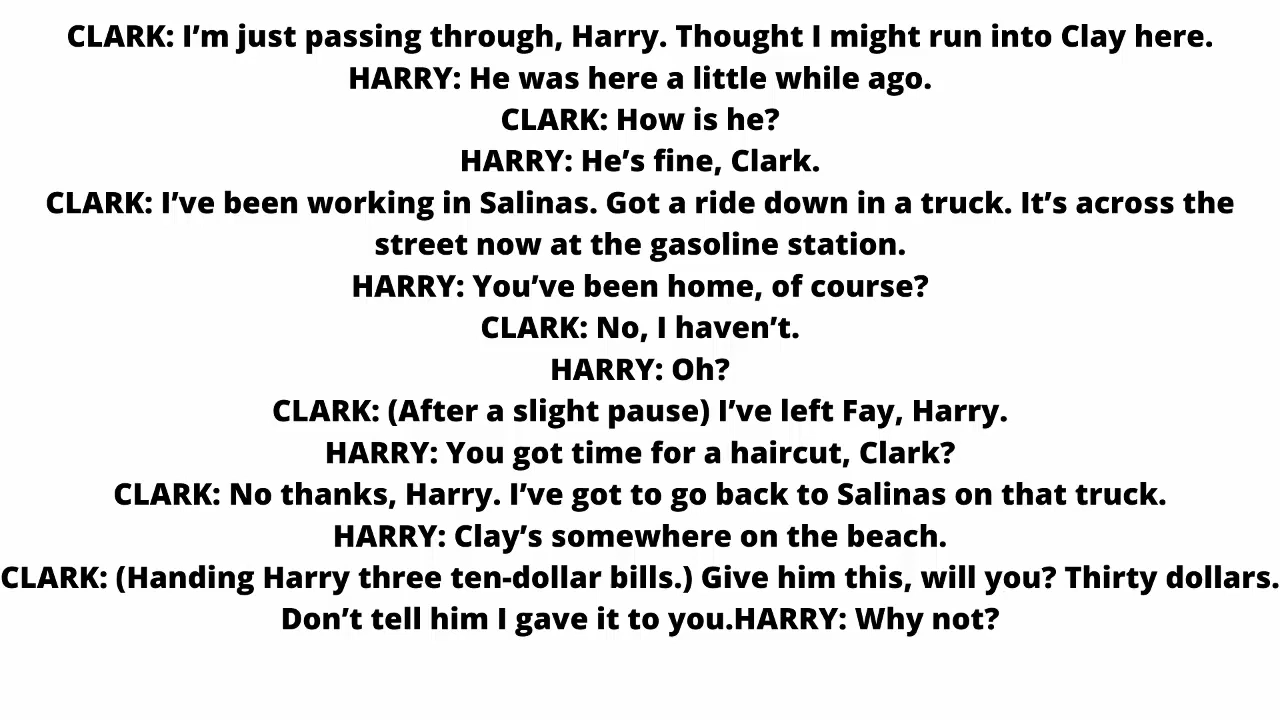 CLARK: I’m just passing through, Harry. Thought I might run into Clay here.
HARRY: He was here a little while ago.
CLARK: How is he?
HARRY: He’s fine, Clark.
CLARK: I’ve been working in Salinas. Got a ride down in a truck. It’s across the
street now at the gasoline station.
HARRY: You’ve been home, of course?
CLARK: No, I haven’t.
HARRY: Oh?
CLARK: (After a slight pause) I’ve left Fay, Harry.
HARRY: You got time for a haircut, Clark?
CLARK: No thanks, Harry. I’ve got to go back to Salinas on that truck.
HARRY: Clay’s somewhere on the beach.
CLARK: (Handing Harry three ten-dollar bills.) Give him this, will you? Thirty dollars.
Don’t tell him I gave it to you.HARRY: Why not?